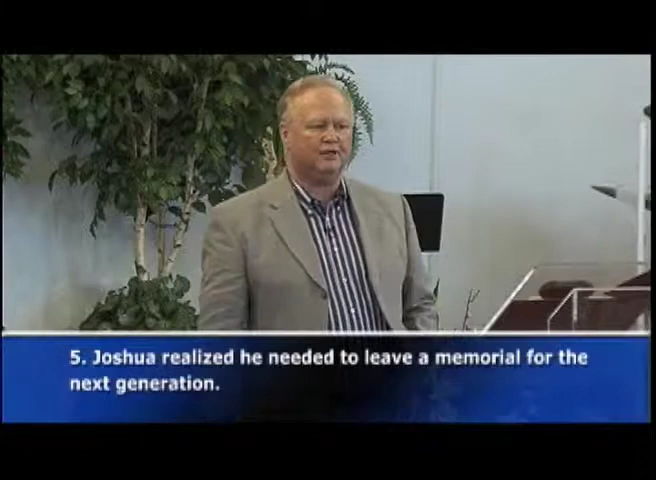 5. Joshua realized he needed to leave a memorial for the
next generation.